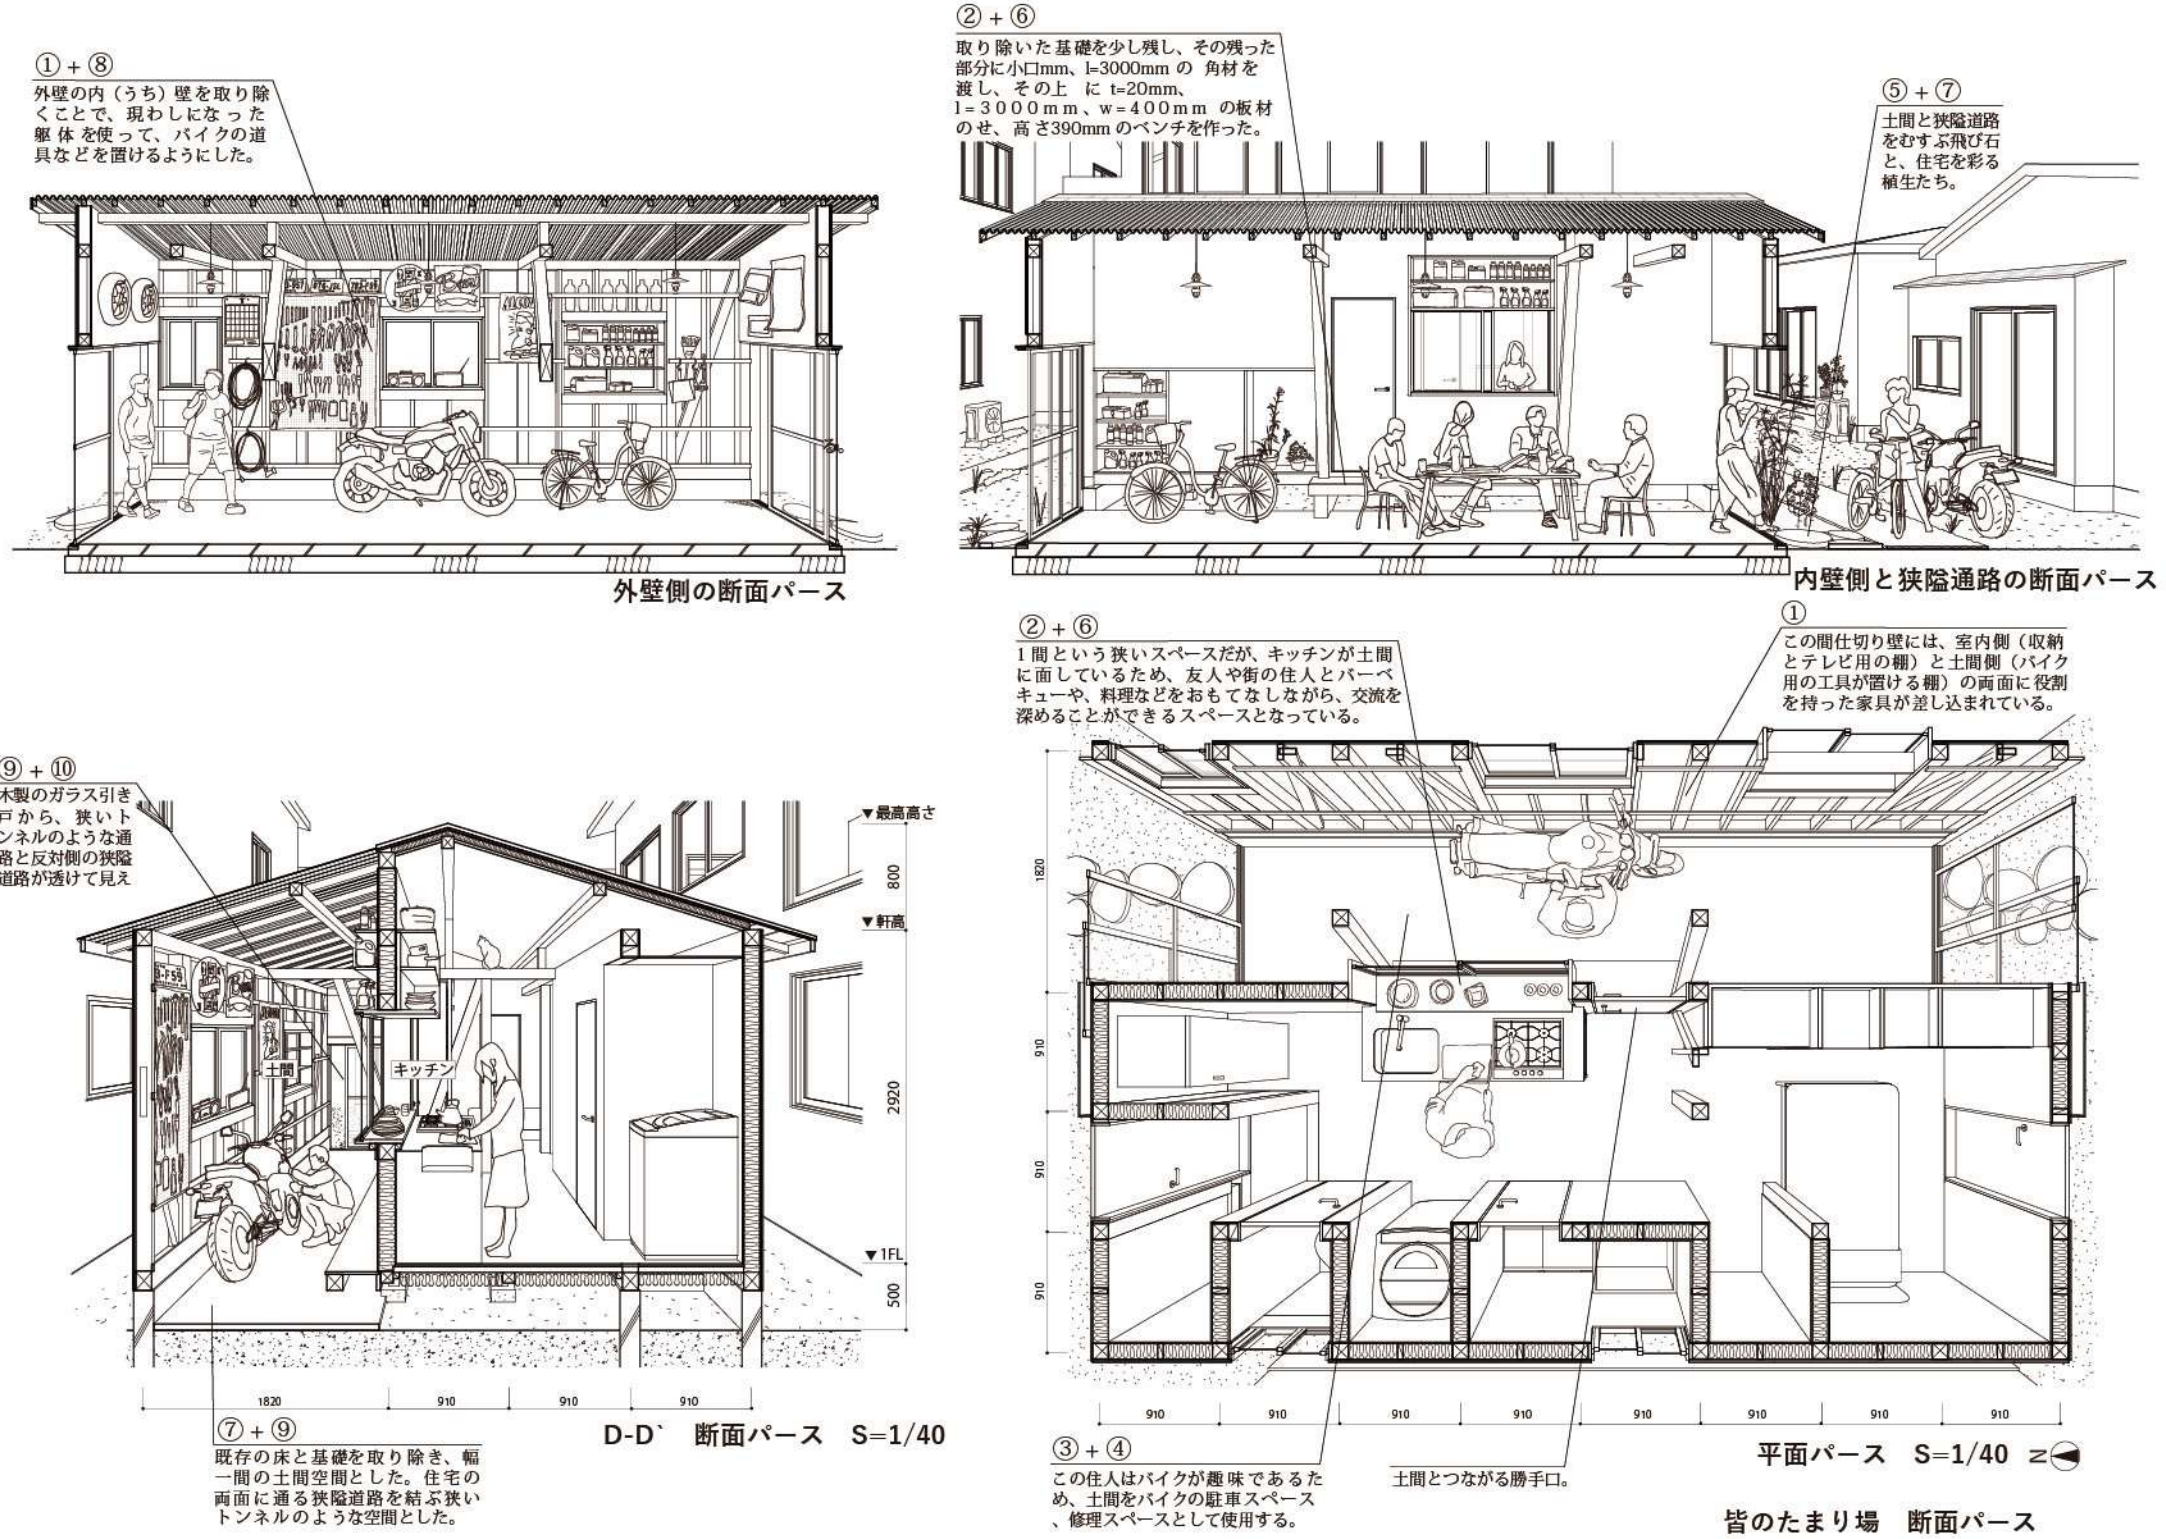 ①+⑧
外壁の内（うち）壁を取り除
くことで、現わしになった
躯体を使って、バイクの道
具などを置けるようにした。
外壁側の断面パース
②+⑥
取り除いた基礎を少し残し、その残った
部分に小口mm、l=3000mm の 角材を
渡し、その上 に t=20mm、
l=3000mm、w=400mm の板材
のせ、高さ390mm のベンチを作った。
⑤+⑦
土間と狭隘道路
をむすぶ飛び石
と、住宅を彩る
植生たち。
内壁側と狭隘通路の断面パース
⑨+⑩
木製のガラス引き
戸から、狭いト
ンネルのような通
路と反対側の狭隘
道路が透けて見え
土間
キッチン
▼最高高さ
800
▼軒高
2920
▼1FL
500
1820
910
910
910
⑦+⑨
既存の床と基礎を取り除き、幅
一間の土間空間とした。住宅の
両面に通る狭隘道路を結ぶ狭い
トンネルのような空間とした。
D-D` 断面パース S=1/40
②+⑥
1間という狭いスペースだが、キッチンが土間
に面しているため、友人や街の住人とバーベ
キューや、料理などをおもてなしながら、交流を
深めることができるスペースとなっている。
①
この間仕切り壁には、室内側（収納
とテレビ用の棚）と土間側（バイク
用の工具が置ける棚）の両面に役割
を持った家具が差し込まれている。
1820
910
910
910
910
910
910
910
910
910
910
910
③+④
この住人はバイクが趣味であるた
め、土間をバイクの駐車スペース
、修理スペースとして使用する。
土間とつながる勝手口。
平面パース S=1/40 N
皆のたまり場 断面パース